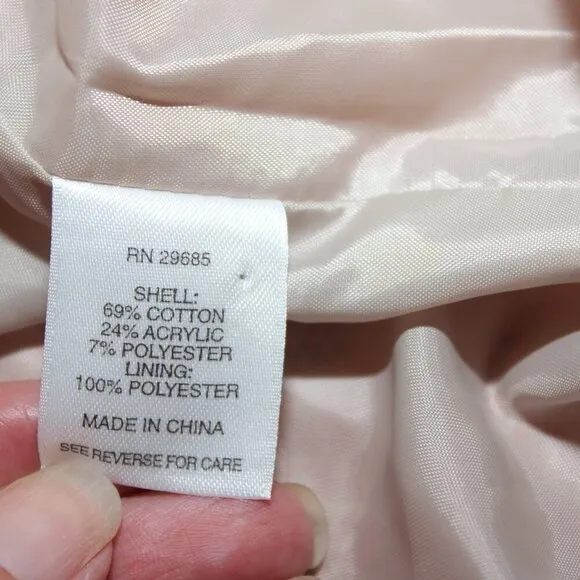 RN 29685
SHELL:
69% COTTON
24% ACRYLIC
7% POLYESTER
LINING:
100% POLYESTER
MADE IN CHINA
SEE REVERSE FOR CARE